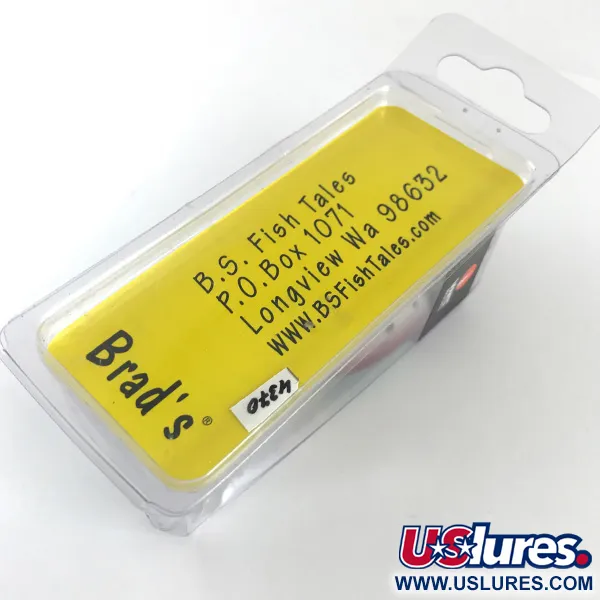 B.S. Fish Tales
P.O.Box 1071
Longview Wa 98632
www.BSFishTales.com
Brad's®
4370
USlures.
WWW.USLURES.COM